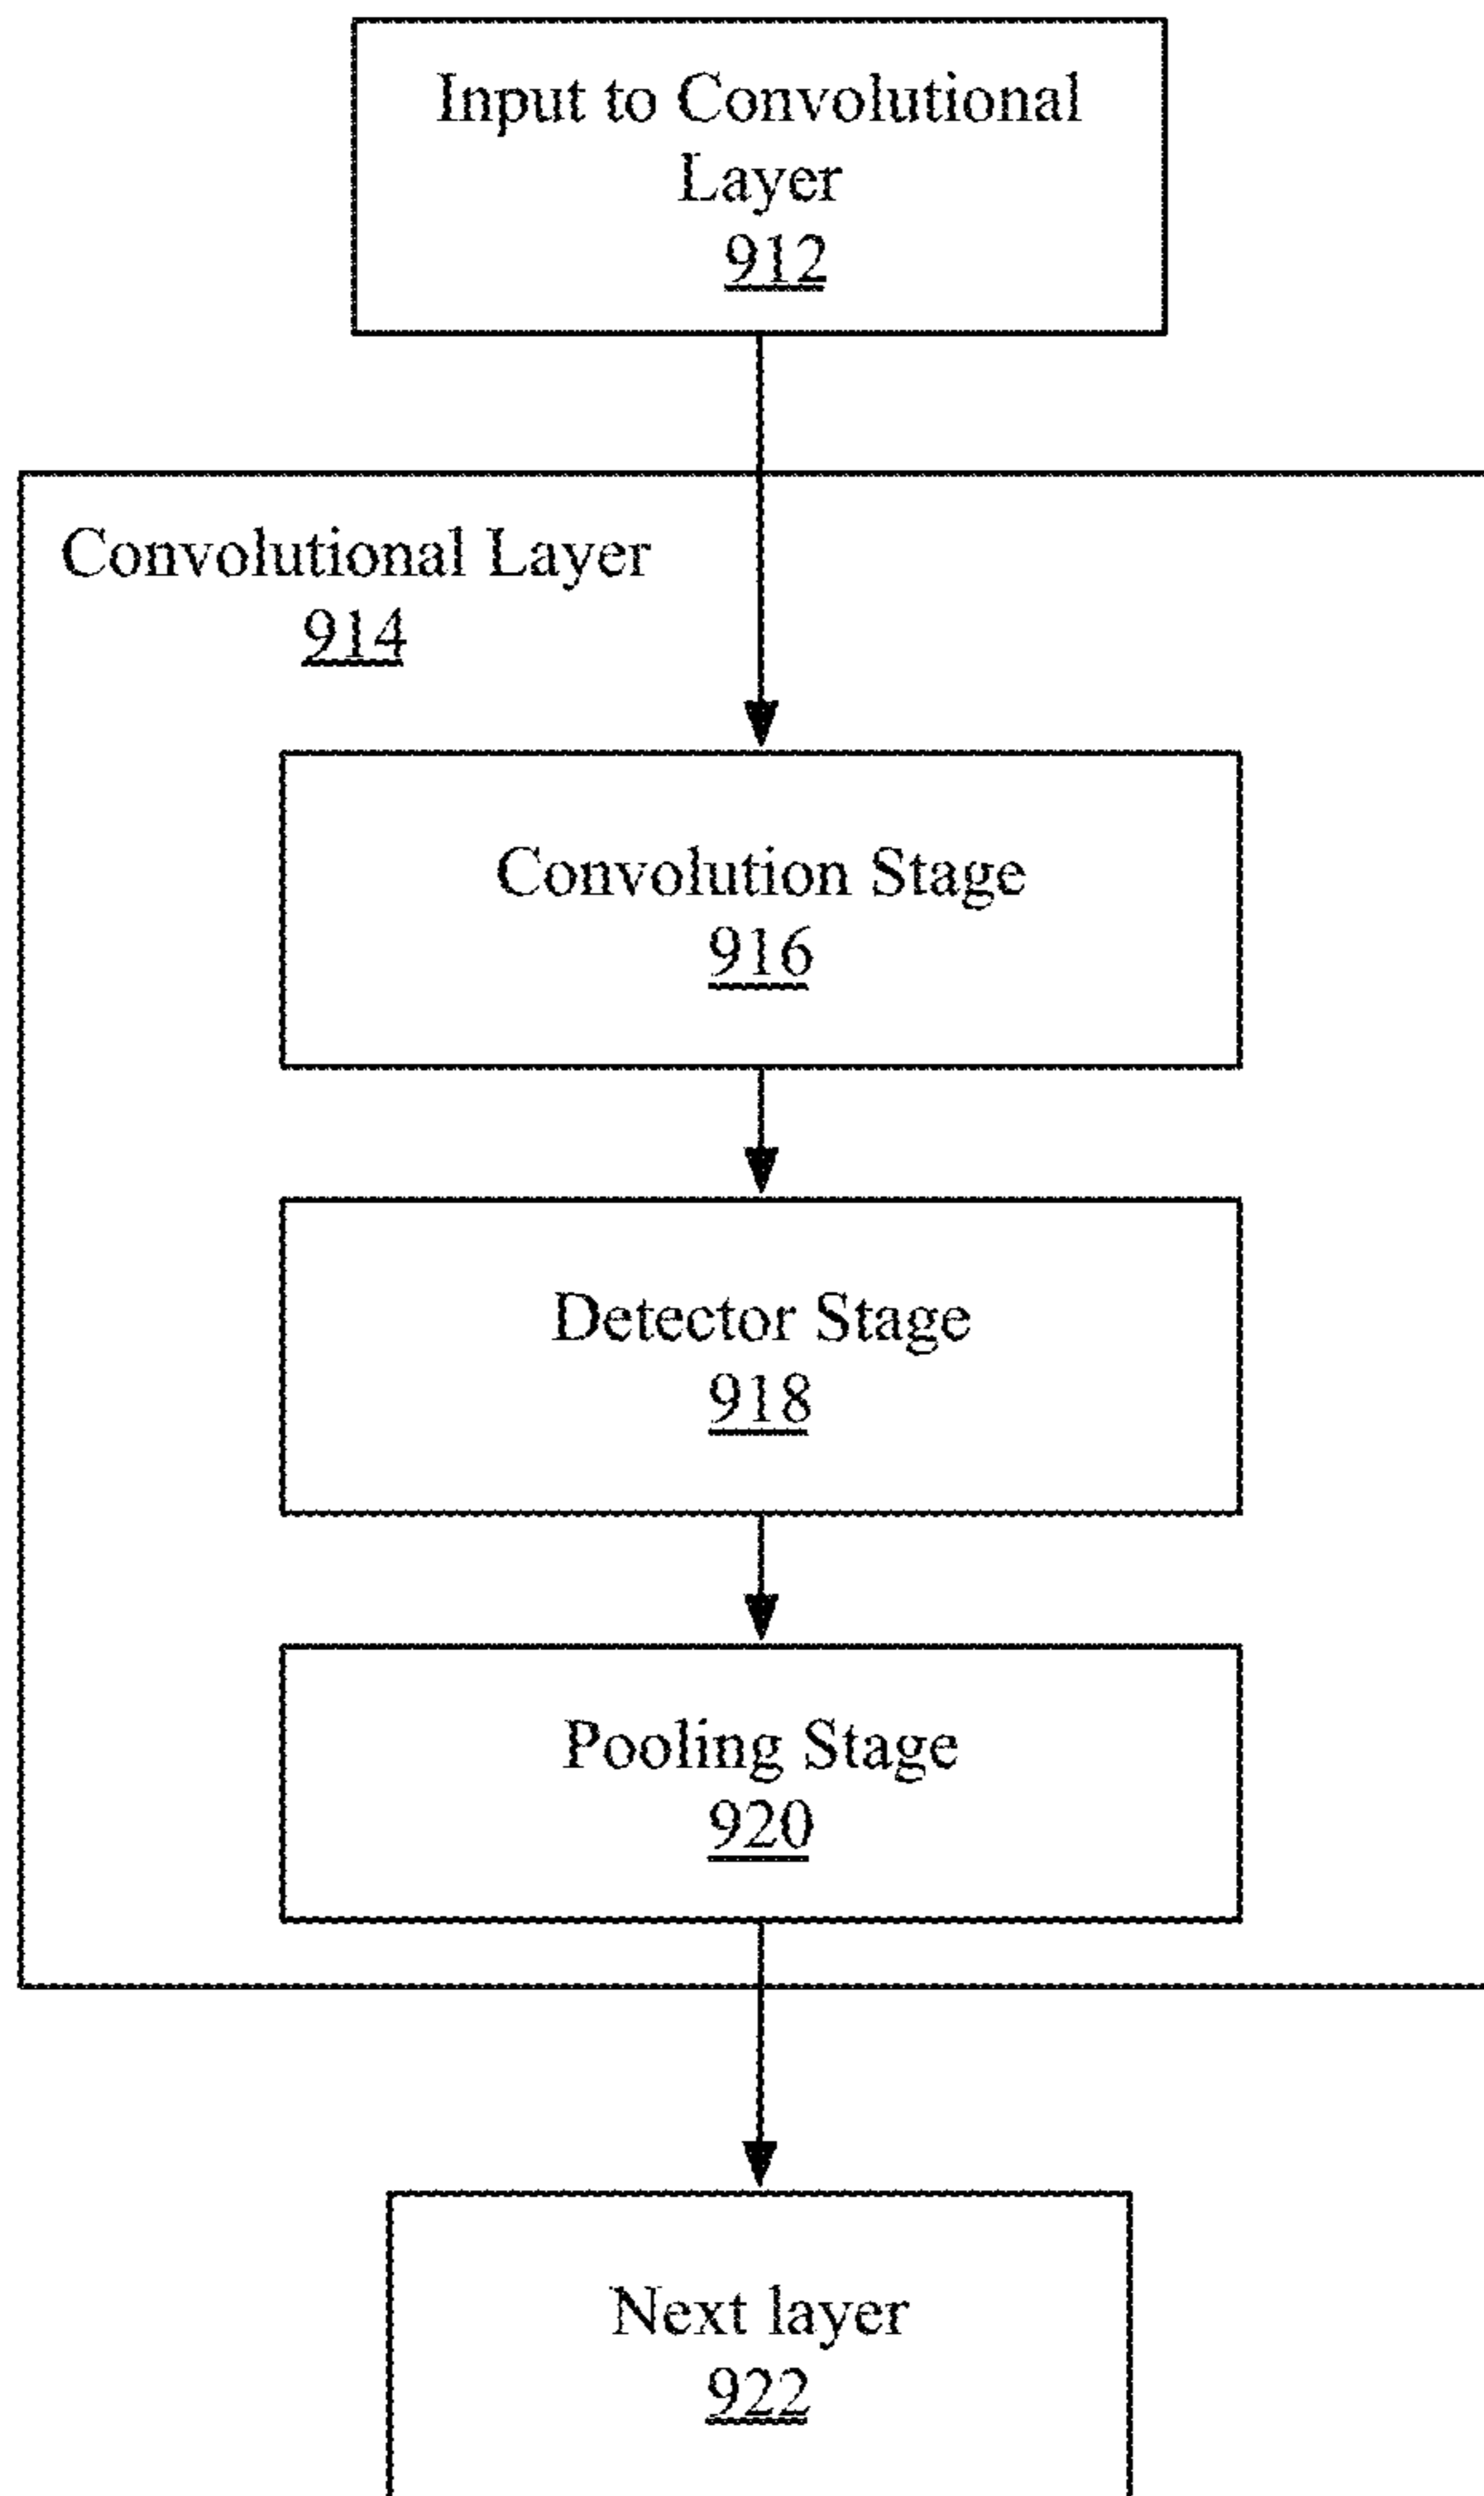 Input to Convolutional
Layer
912
Convolutional Layer
914
Convolution Stage
916
Detector Stage
918
Pooling Stage
920
Next layer
922